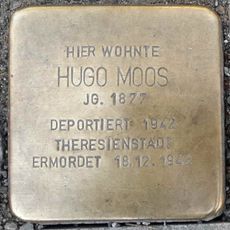 HIER WOHNTE
HUGO MOOS
JG. 1877
DEPORTIERT 1942
THERESIENSTADT
ERMORDET 18.12.1942